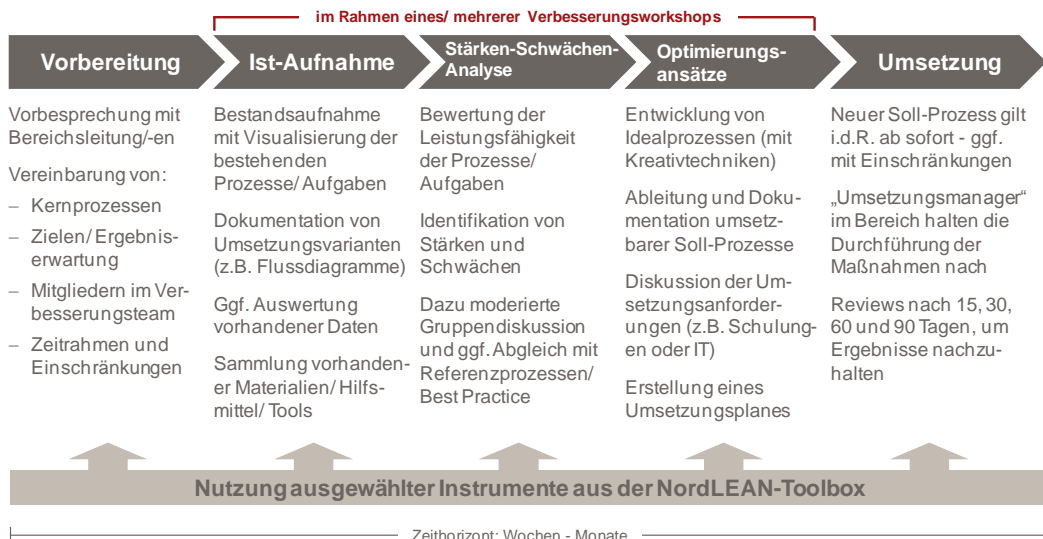 im Rahmen eines/ mehrerer Verbesserungsworkshops
Vorbereitung
Ist-Aufnahme
Stärken-Schwächen-
Analyse
Optimierungs-
ansätze
Umsetzung
Vorbesprechung mit
Bereichsleitung/-en
Vereinbarung von:
– Kernprozessen
– Zielen/ Ergebnis-
erwartung
– Mitgliedern im Ver-
besserungsteam
– Zeitrahmen und
Einschränkungen
Bestandsaufnahme
mit Visualisierung der
bestehenden
Prozesse/ Aufgaben
Dokumentation von
Umsetzungsvarianten
(z.B. Flussdiagramme)
Ggf. Auswertung
vorhandener Daten
Sammlung vorhanden-
er Materialien/ Hilfs-
mittel/ Tools
Bewertung der
Leistungsfähigkeit
der Prozesse/
Aufgaben
Identifikation von
Stärken und
Schwächen
Dazu moderierte
Gruppendiskussion
und ggf. Abgleich mit
Referenzprozessen/
Best Practice
Entwicklung von
Idealprozessen (mit
Kreativtechniken)
Ableitung und Doku-
mentation umsetz-
barer Soll-Prozesse
Diskussion der Um-
setzungsanforder-
ungen (z.B. Schulung-
en oder IT)
Erstellung eines
Umsetzungsplanes
Neuer Soll-Prozess gilt
i.d.R. ab sofort - ggf.
mit Einschränkungen
„Umsetzungsmanager“
im Bereich halten die
Durchführung der
Maßnahmen nach
Reviews nach 15, 30,
60 und 90 Tagen, um
Ergebnisse nachzu-
halten
Nutzung ausgewählter Instrumente aus der NordLEAN-Toolbox
Zeithorizont: Wochen - Monate